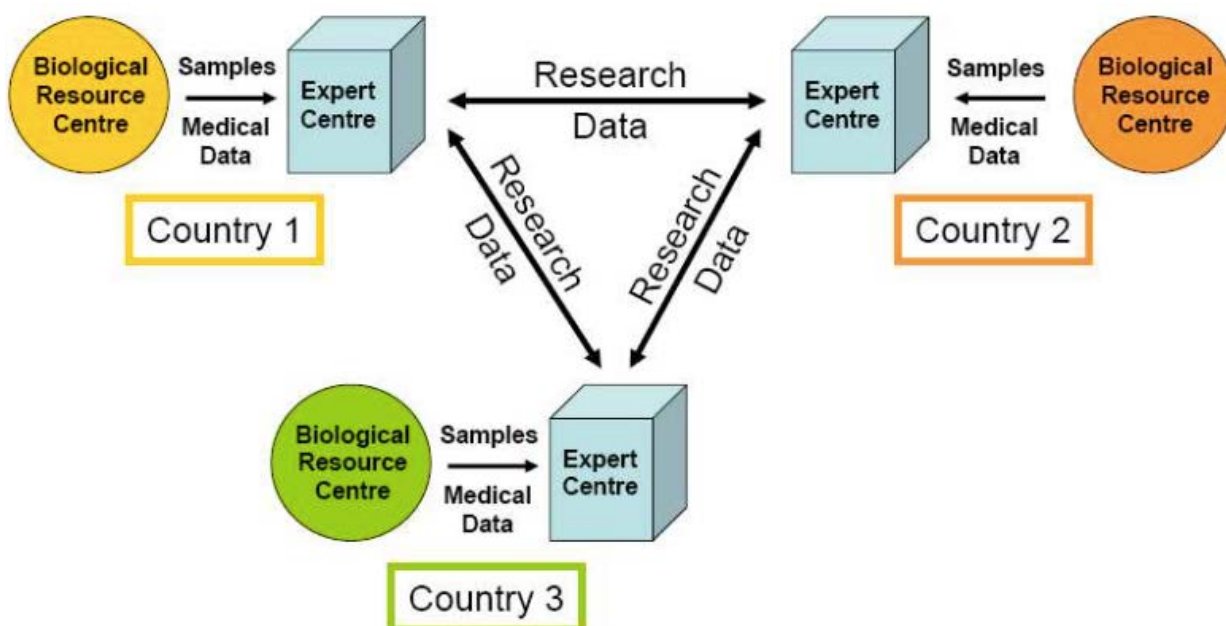 Biological
Resource
Centre
Samples
Medical
Data
Expert
Centre
Research
Data
Expert
Centre
Samples
Medical
Data
Biological
Resource
Centre
Country 1
Research
Data
Research
Data
Country 2
Biological
Resource
Centre
Samples
Medical
Data
Expert
Centre
Country 3